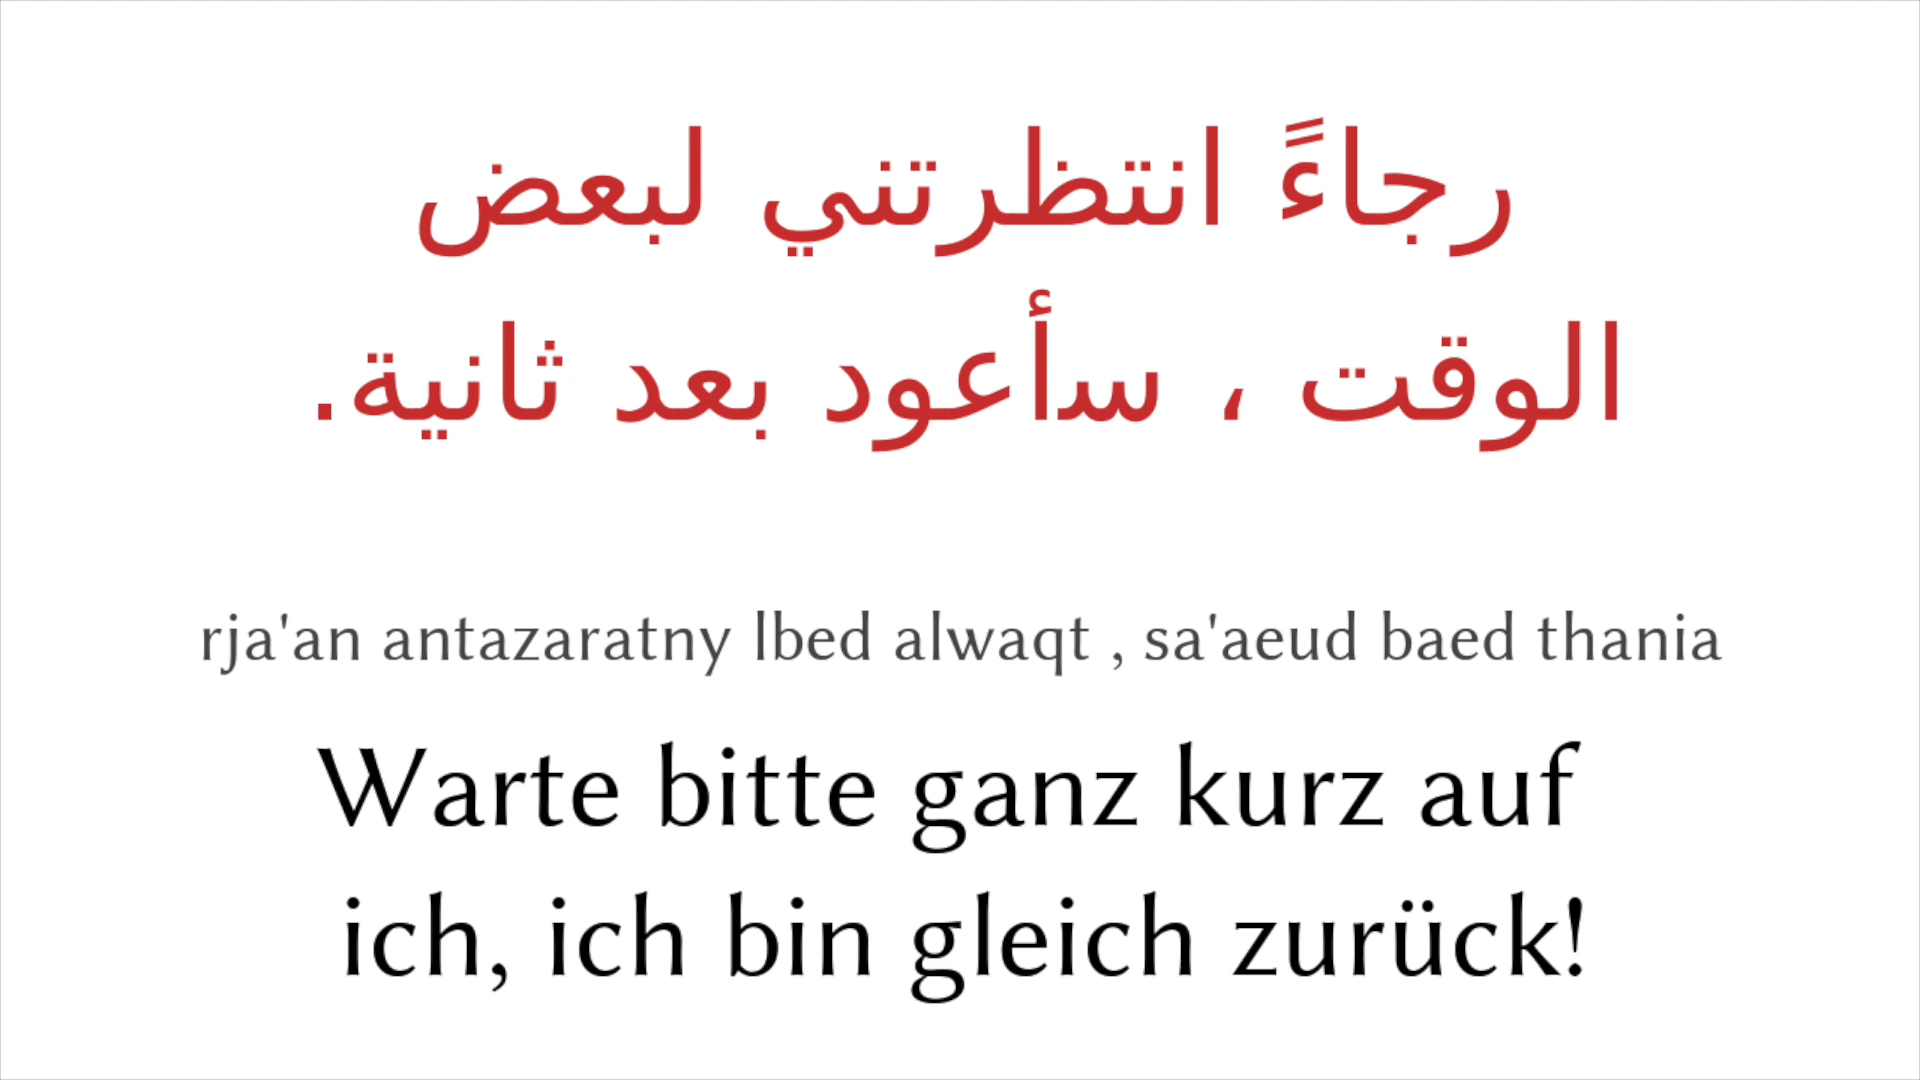 رجاءً انتظرتني لبعض
الوقت ، سأعود بعد ثانية.
rja'an antazaratny lbed alwaqt , sa'aeud baed thania
Warte bitte ganz kurz auf
ich, ich bin gleich zurück!